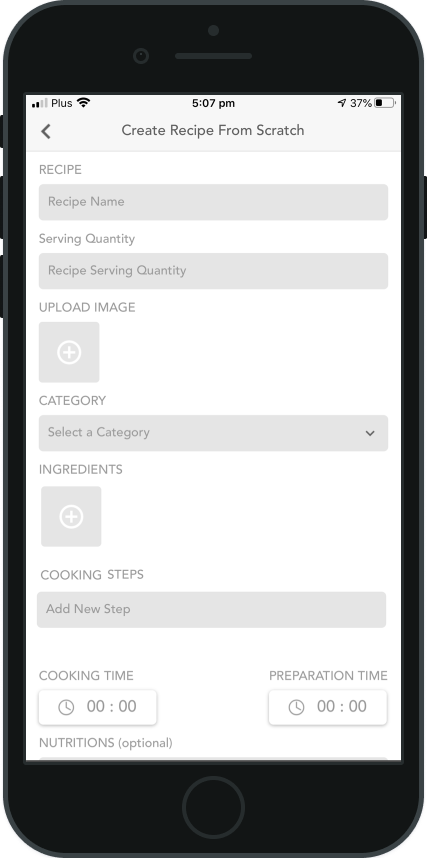 Plus 5:07 pm 37%
Create Recipe From Scratch
RECIPE
Recipe Name
Serving Quantity
Recipe Serving Quantity
UPLOAD IMAGE
CATEGORY
Select a Category
INGREDIENTS
COOKING STEPS
Add New Step
COOKING TIME PREPARATION TIME
00 : 00 00 : 00
NUTRITIONS (optional)